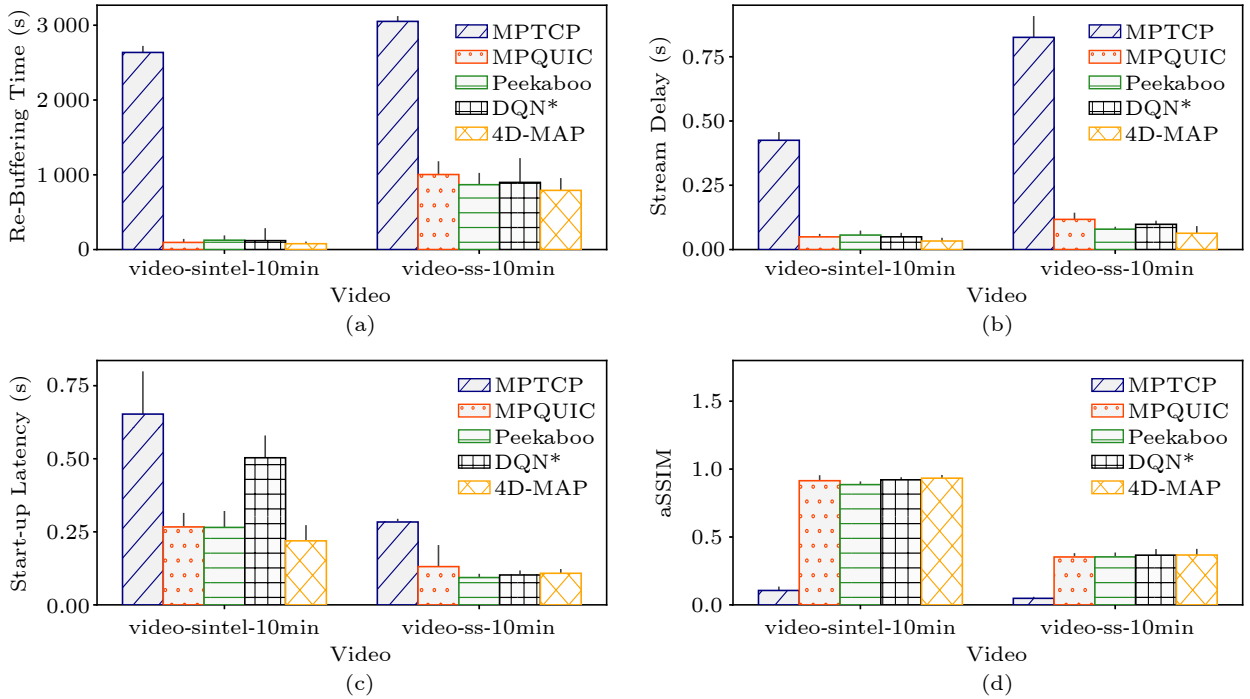 Re-Buffering Time (s)
3 000
2 000
1 000
0
MPTCP
MPQUIC
Peekaboo
DQN*
4D-MAP
video-sintel-10min
video-ss-10min
Video
(a)
Stream Delay (s)
0.75
0.50
0.25
0.00
MPTCP
MPQUIC
Peekaboo
DQN*
4D-MAP
video-sintel-10min
video-ss-10min
Video
(b)
Start-up Latency (s)
0.75
0.50
0.25
0.00
MPTCP
MPQUIC
Peekaboo
DQN*
4D-MAP
video-sintel-10min
video-ss-10min
Video
(c)
aSSIM
1.5
1.0
0.5
0.0
MPTCP
MPQUIC
Peekaboo
DQN*
4D-MAP
video-sintel-10min
video-ss-10min
Video
(d)